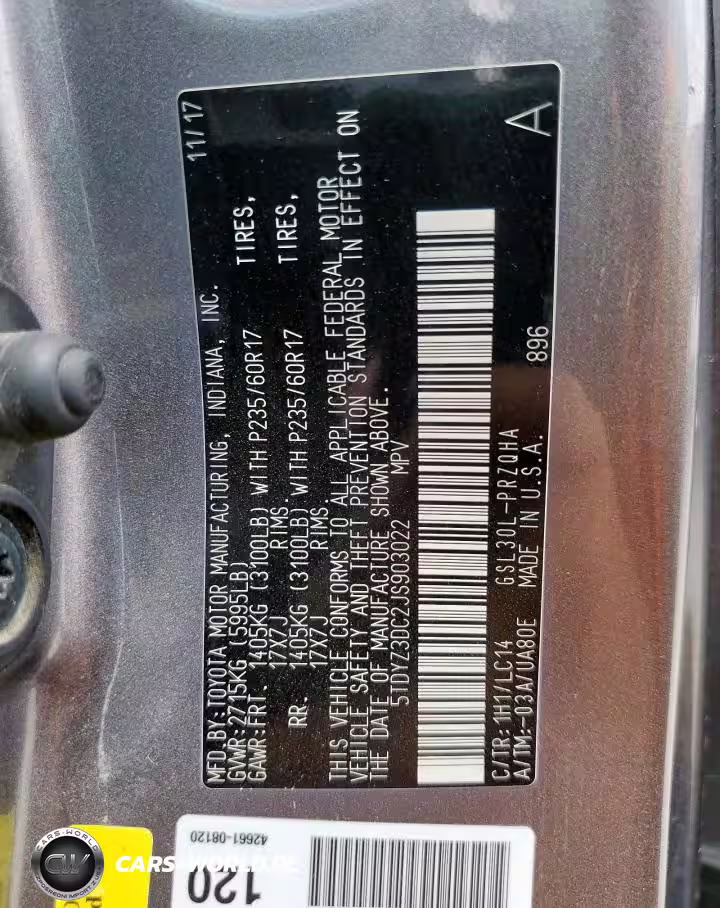 11/17
MFD.BY:TOYOTA MOTOR MANUFACTURING, INDIANA, INC.
GVWR:2715KG (5995LB)
GAWR:FRT. 1405KG (3100LB) WITH P235/60R17 TIRES,
17X7J RIMS.
RR. 1405KG (3100LB) WITH P235/60R17 TIRES,
17X7J RIMS.
THIS VEHICLE CONFORMS TO ALL APPLICABLE FEDERAL MOTOR
VEHICLE SAFETY AND THEFT PREVENTION STANDARDS IN EFFECT ON
THE DATE OF MANUFACTURE SHOWN ABOVE.
5TDYZ3DC2JS903022 MPV
C/TR:1H1/LC14 GSL30L-PRZQHA
A/TM:-03A/UA80E MADE IN U.S.A. 896
A
42661-08120
120
CW
CARS-WORLD.PL